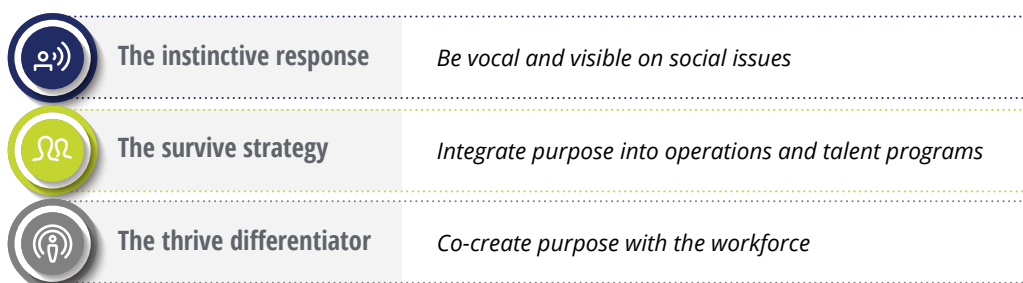 The instinctive response
Be vocal and visible on social issues
The survive strategy
Integrate purpose into operations and talent programs
The thrive differentiator
Co-create purpose with the workforce